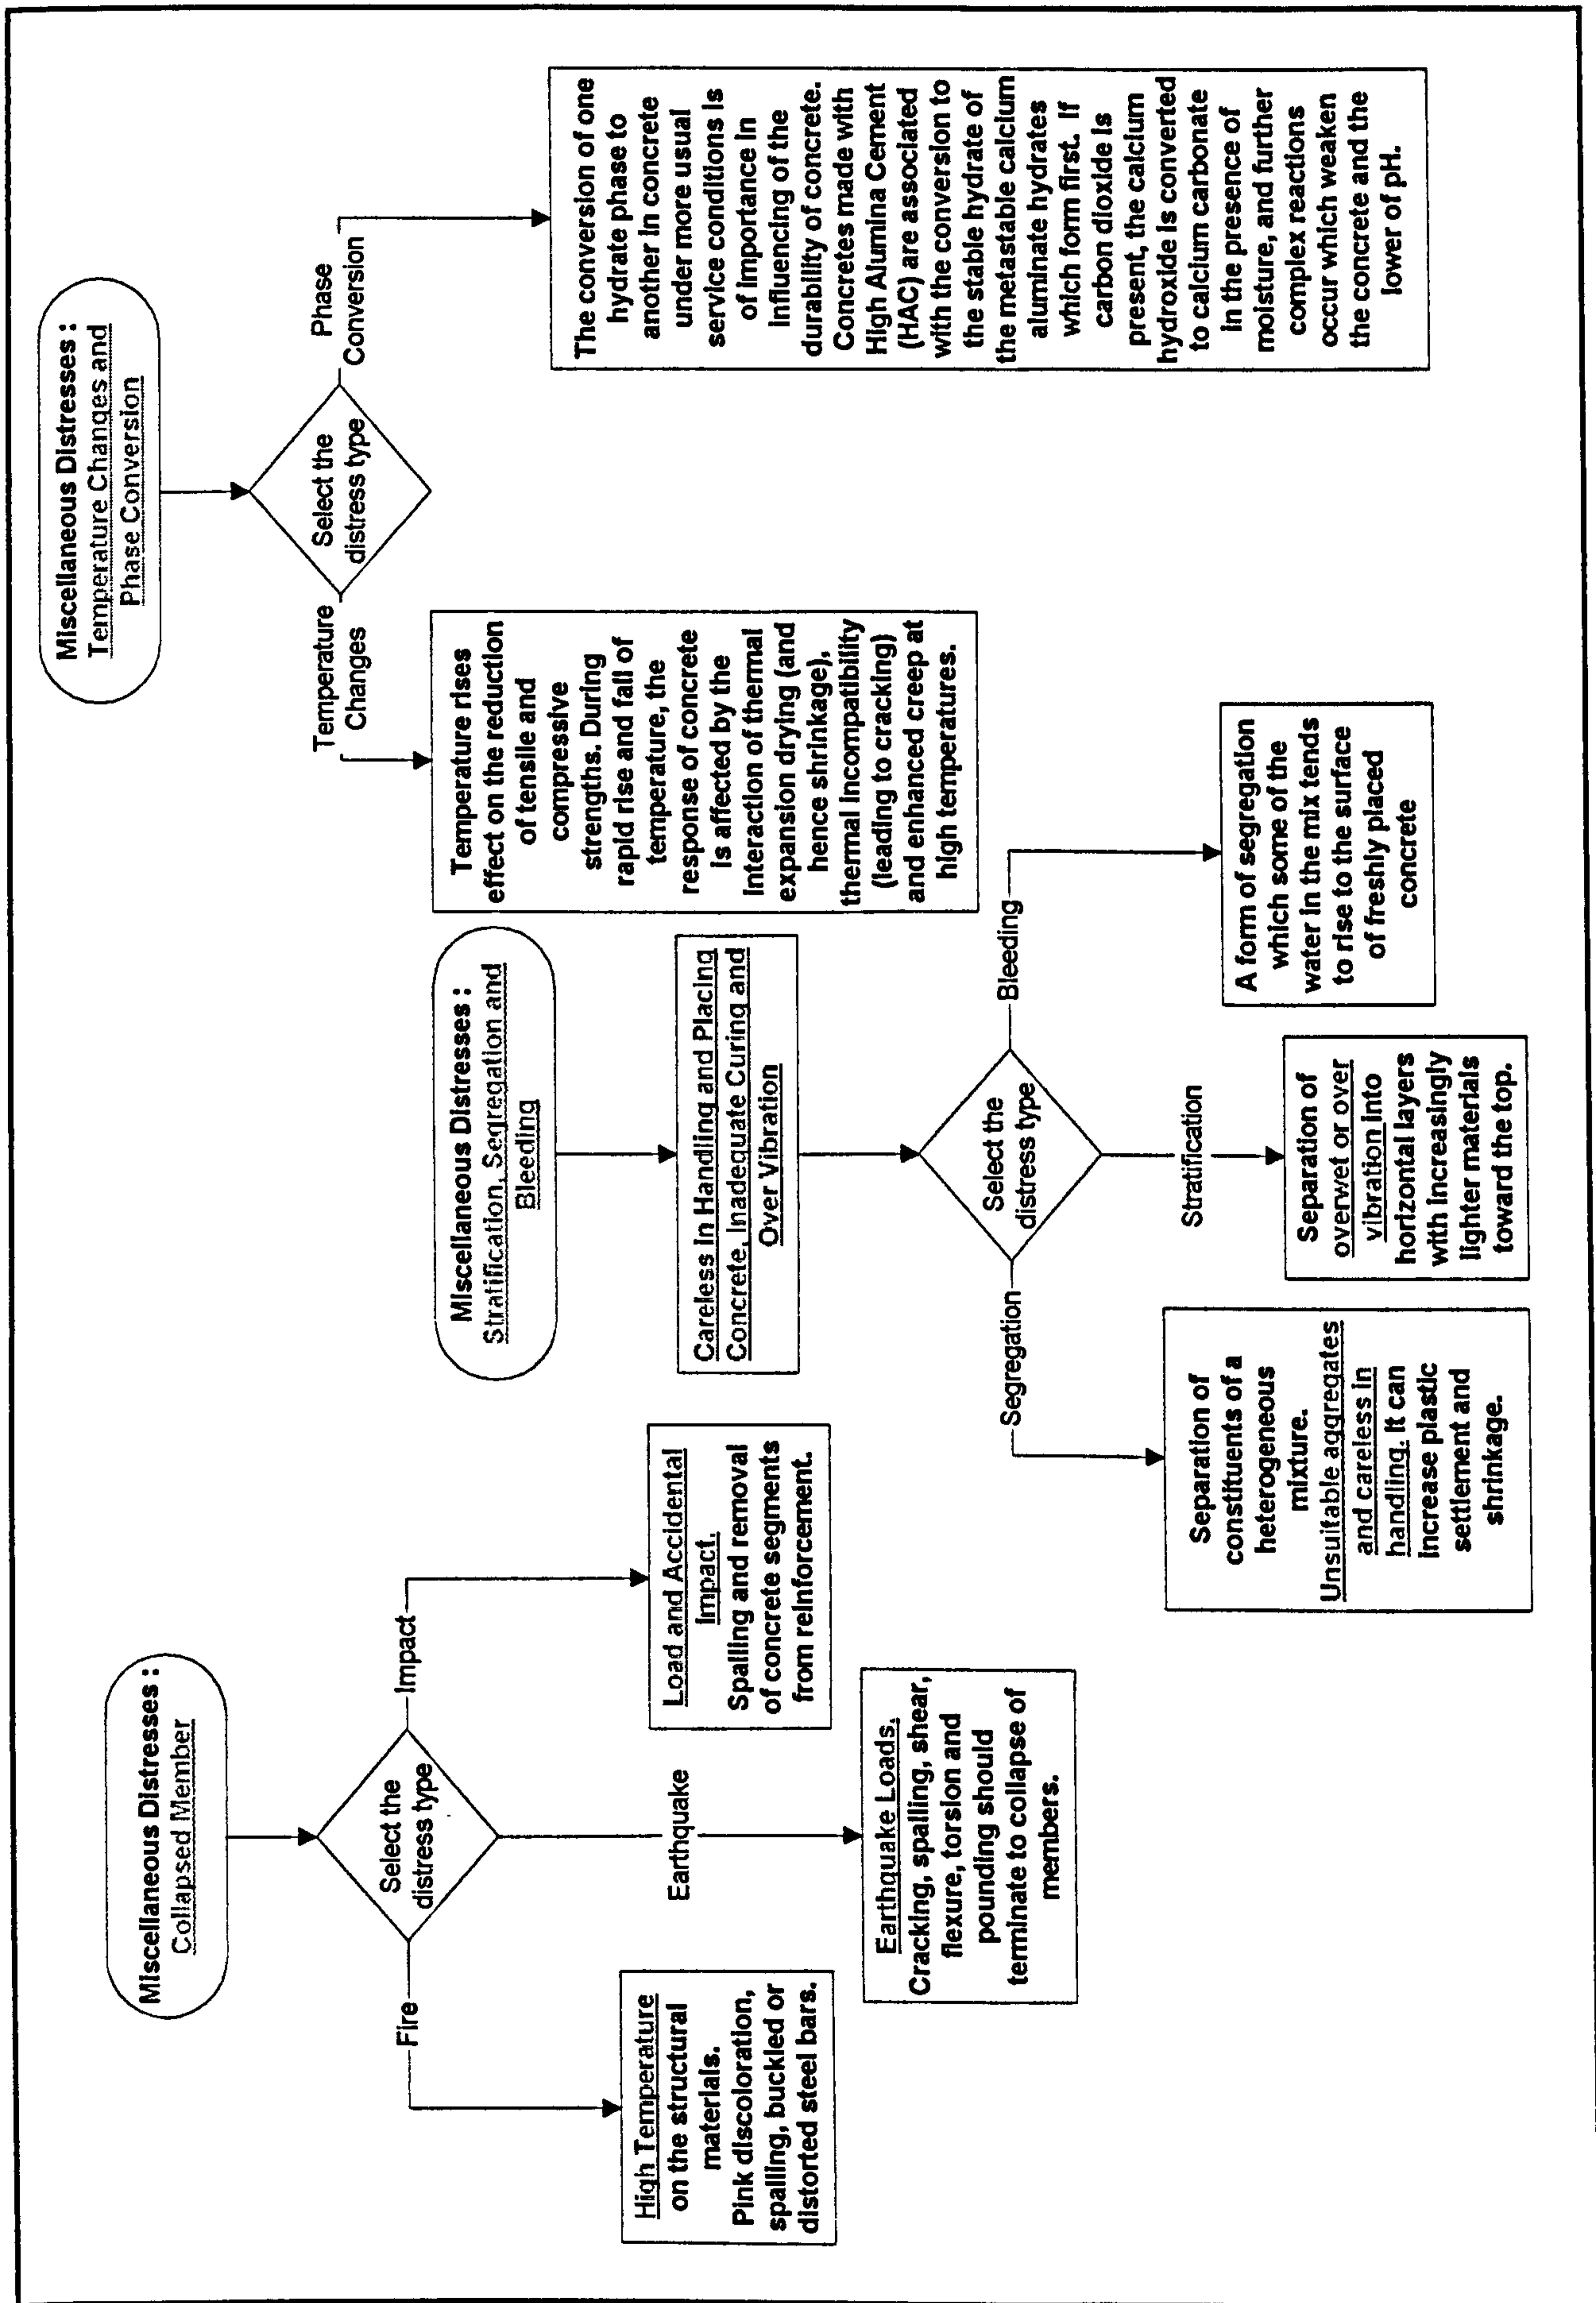 Miscellaneous Distresses :
Collapsed Member
Select the
distress type
Fire
Earthquake
Impact
High Temperature
on the structural
materials.
Pink discoloration,
spalling, buckled or
distorted steel bars.
Earthquake Loads.
Cracking, spalling, shear,
flexure, torsion and
pounding should
terminate to collapse of
members.
Load and Accidental
Impact.
Spalling and removal
of concrete segments
from reinforcement.
Miscellaneous Distresses :
Stratification, Segregation and
Bleeding
Careless in Handling and Placing
Concrete, Inadequate Curing and
Over Vibration
Select the
distress type
Segregation
Stratification
Bleeding
Separation of
constituents of a
heterogeneous
mixture.
Unsuitable aggregates
and careless in
handling. It can
increase plastic
settlement and
shrinkage.
Separation of
overwet or over
vibration into
horizontal layers
with increasingly
lighter materials
toward the top.
A form of segregation
which some of the
water in the mix tends
to rise to the surface
of freshly placed
concrete
Miscellaneous Distresses :
Temperature Changes and
Phase Conversion
Select the
distress type
Temperature
Changes
Phase
Conversion
Temperature rises
effect on the reduction
of tensile and
compressive
strengths. During
rapid rise and fall of
temperature, the
response of concrete
is affected by the
interaction of thermal
expansion drying (and
hence shrinkage),
thermal incompatibility
(leading to cracking)
and enhanced creep at
high temperatures.
The conversion of one
hydrate phase to
another in concrete
under more usual
service conditions is
of importance in
influencing of the
durability of concrete.
Concretes made with
High Alumina Cement
(HAC) are associated
with the conversion to
the stable hydrate of
the metastable calcium
aluminate hydrates
which form first. If
carbon dioxide is
present, the calcium
hydroxide is converted
to calcium carbonate
in the presence of
moisture, and further
complex reactions
occur which weaken
the concrete and the
lower of pH.